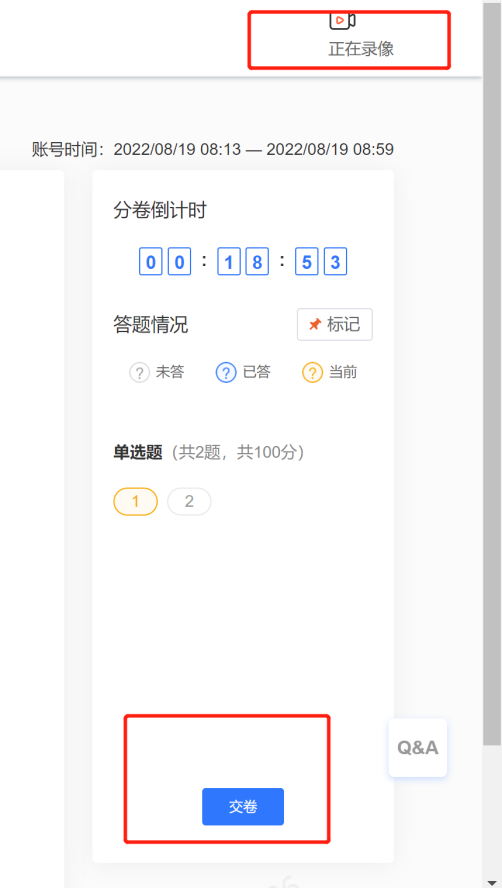 正在录像
账号时间：2022/08/19 08:13 — 2022/08/19 08:59
分卷倒计时
00:18:53
答题情况 标记
? 未答 ? 已答 ? 当前
单选题（共2题，共100分）
1 2
Q&A
交卷